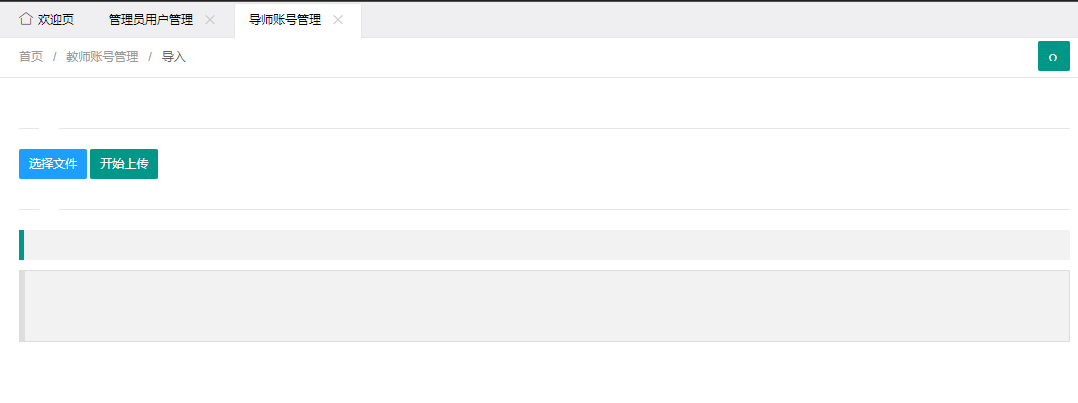 欢迎页 管理员用户管理 导师账号管理
首页 / 教师账号管理 / 导入
选择文件 开始上传